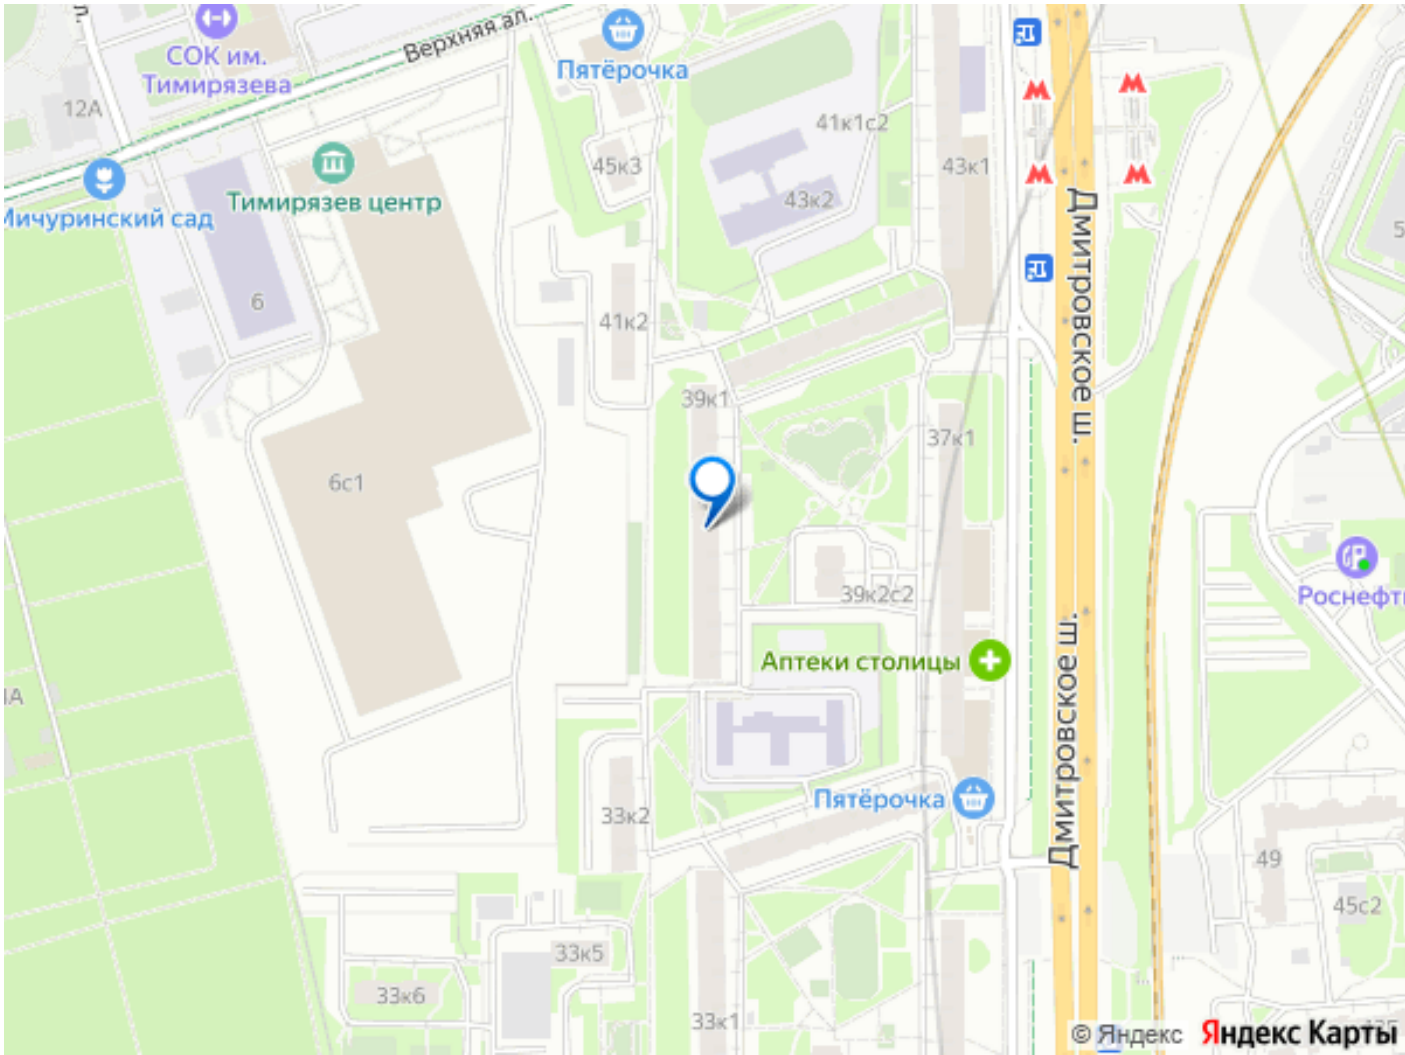 Верхняя ал.
СОК им.
Тимирязева
Пятёрочка
12А
41к1с2
45к3
43к1
43к2
Тимирязев центр
Мичуринский сад
Дмитровское ш.
6
41к2
39к1
37к1
6с1
39к2с2
Роснефть
Аптеки столицы
Дмитровское ш.
Пятёрочка
33к2
49
45с2
33к5
33к6
33к1
© Яндекс Яндекс Карты